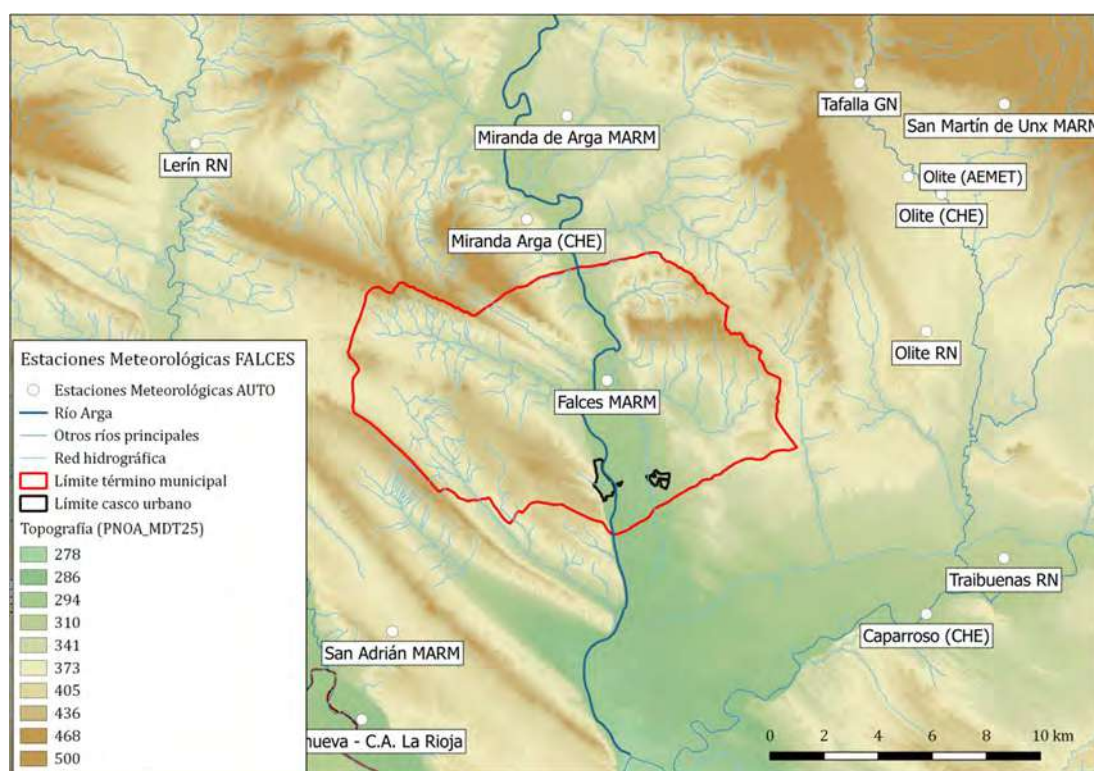 Tafalla GN
San Martín de Unx MARM
Miranda de Arga MARM
Lerín RN
Olite (AEMET)
Olite (CHE)
Miranda Arga (CHE)
Olite RN
Falces MARM
Traibuenas RN
Caparroso (CHE)
San Adrián MARM
nueva - C.A. La Rioja
Estaciones Meteorológicas FALCES
Estaciones Meteorológicas AUTO
Río Arga
Otros ríos principales
Red hidrográfica
Límite término municipal
Límite casco urbano
Topografía (PNOA_MDT25)
278
286
294
310
341
373
405
436
468
500
0 2 4 6 8 10 km